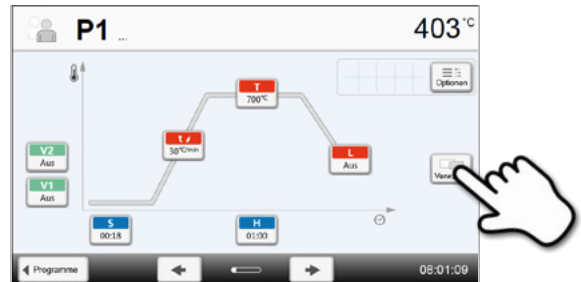 P1 ...
403°C
Optionen
T
700°C
t
30°C/min
V2
Aus
L
Aus
V1
Aus
S
00:18
H
01:00
Programme
08:01:09